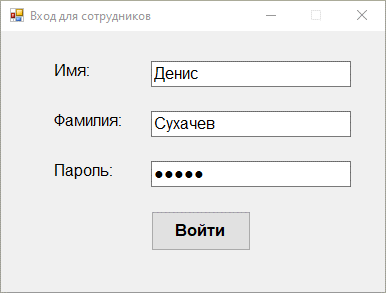 Вход для сотрудников
Имя: Денис
Фамилия: Сухачев
Пароль: ●●●●●
Войти